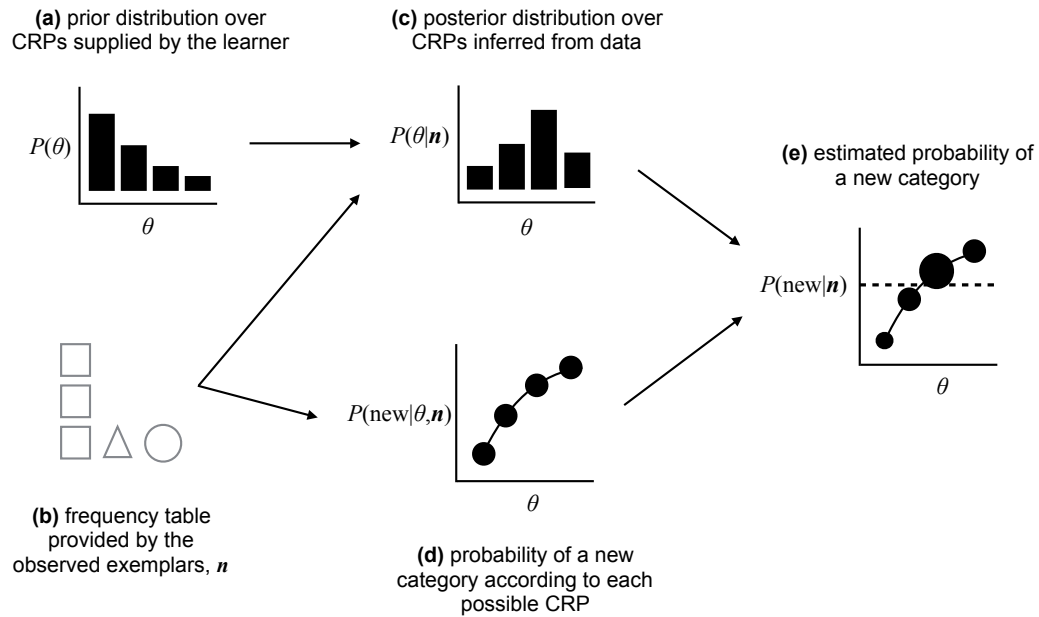 (a) prior distribution over
CRPs supplied by the learner
P(θ)
θ
(b) frequency table
provided by the
observed exemplars, n
(c) posterior distribution over
CRPs inferred from data
P(θ|n)
θ
P(new|θ,n)
θ
(d) probability of a new
category according to each
possible CRP
(e) estimated probability of
a new category
P(new|n)
θ